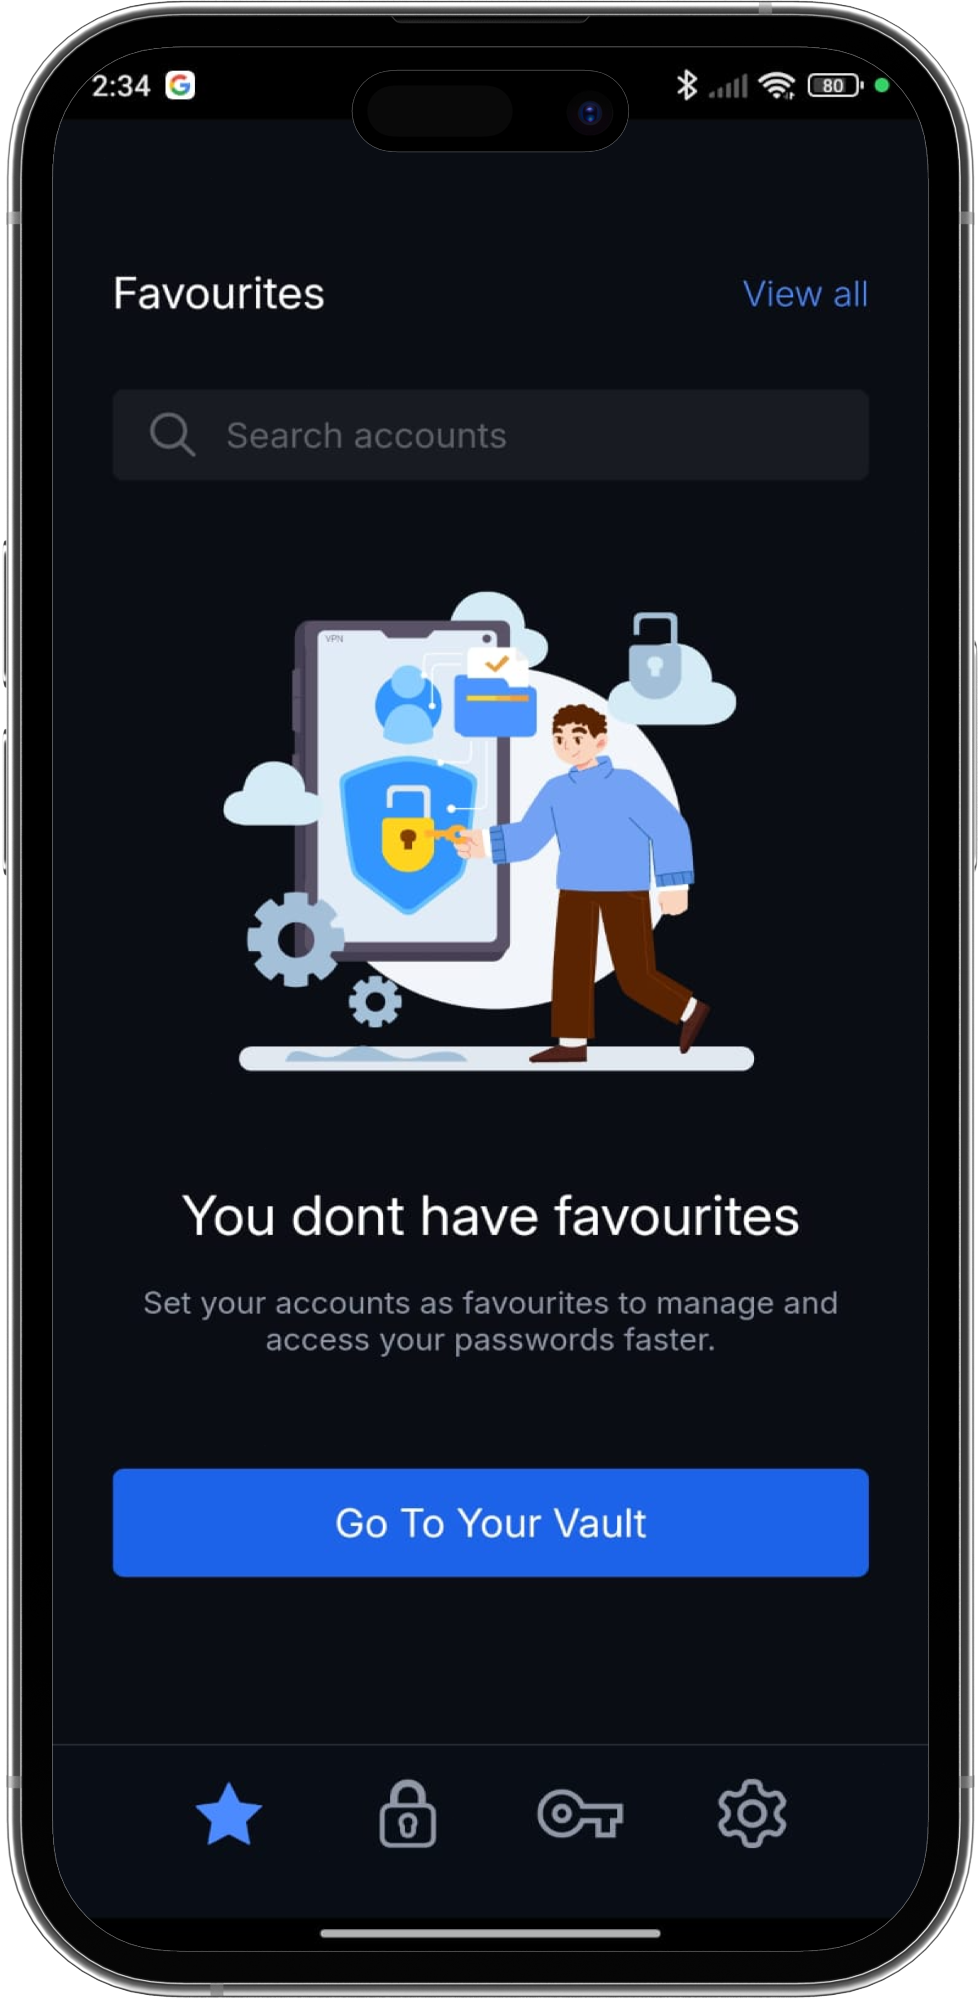 2:34
80
Favourites
View all
Search accounts
VPN
You dont have favourites
Set your accounts as favourites to manage and
access your passwords faster.
Go To Your Vault